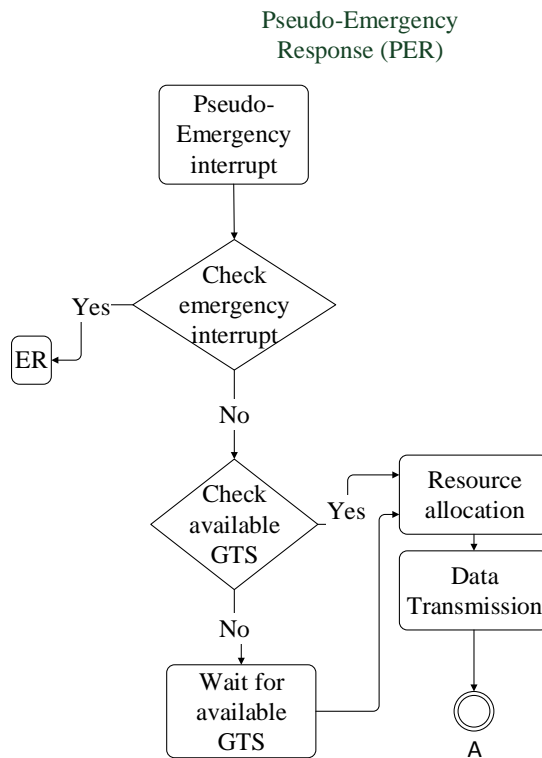 Pseudo-Emergency
Response (PER)
Pseudo-
Emergency
interrupt
Check
emergency
interrupt
Yes
ER
No
Check
available
GTS
Yes
Resource
allocation
Data
Transmission
No
Wait for
available
GTS
A